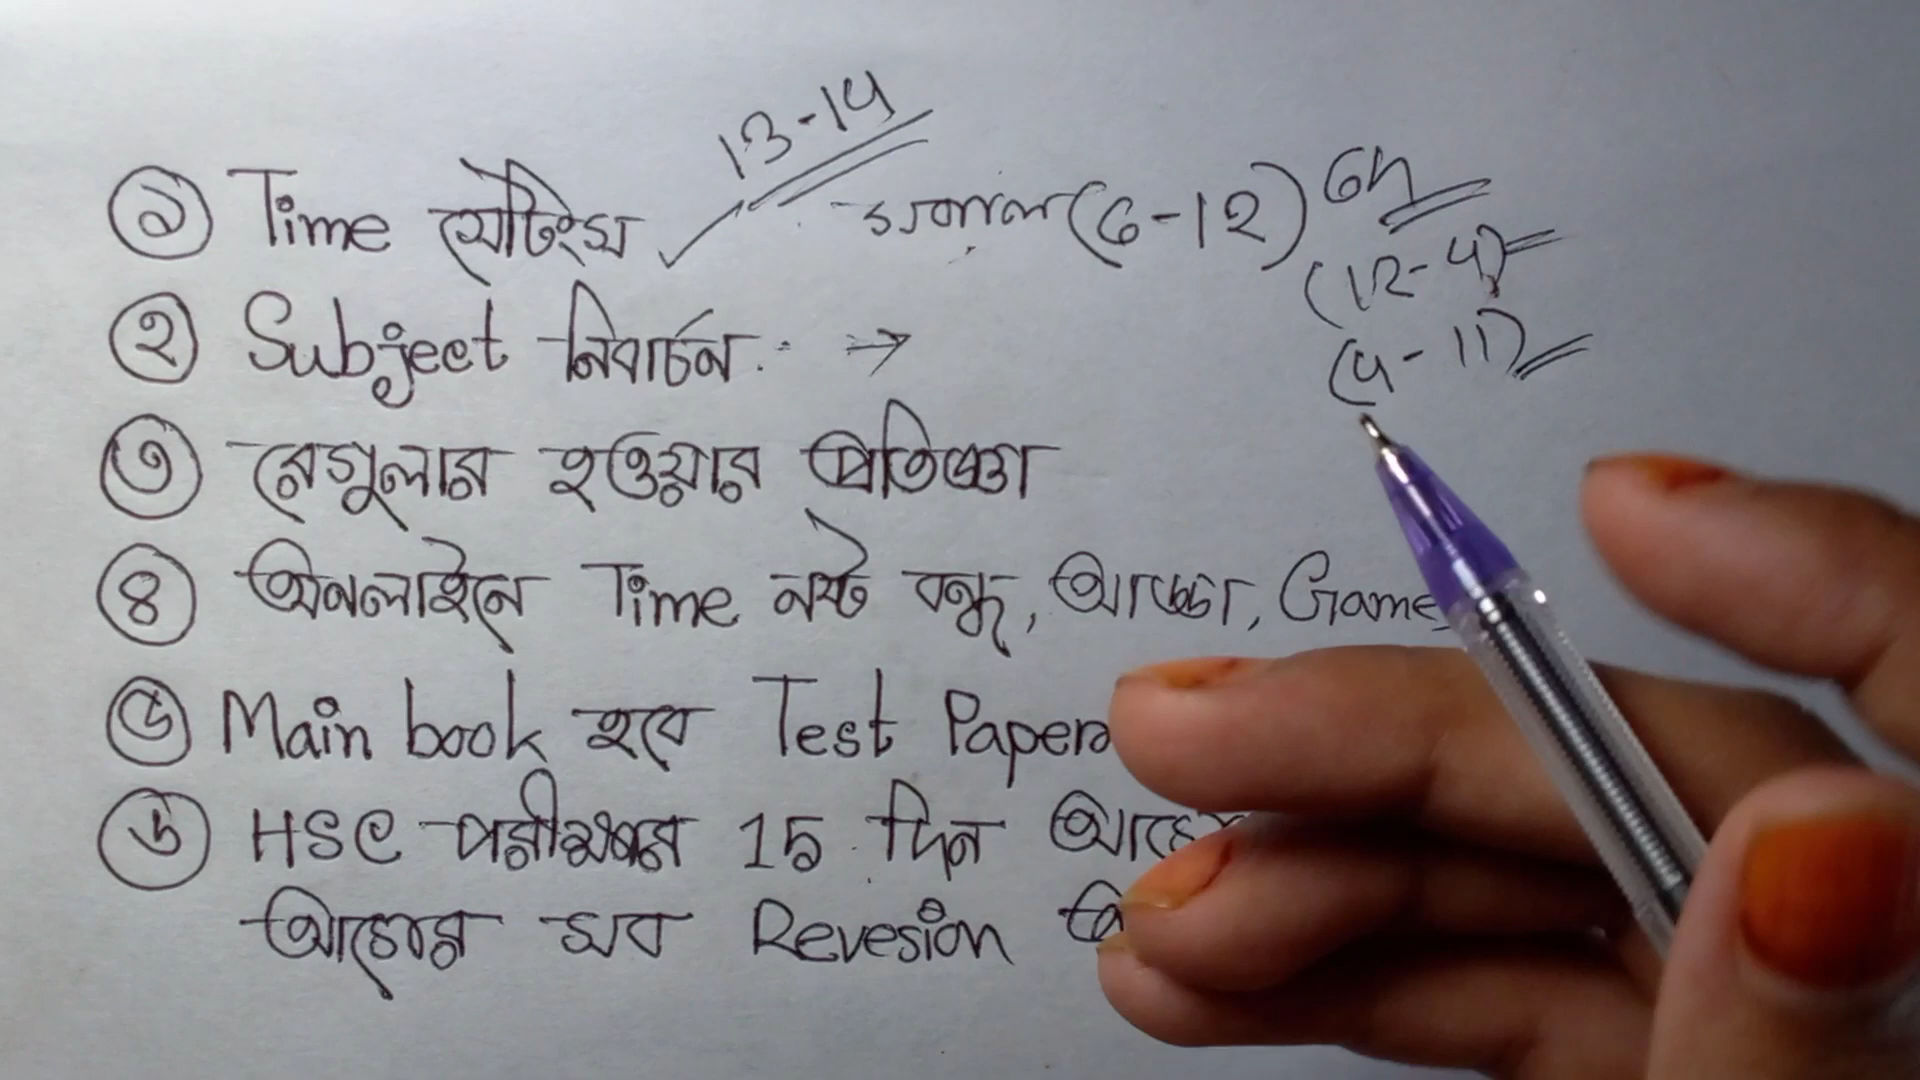 13-14
১ Time সেটিংস সকাল (6-12) 6h
(12-4)
(4-11)
২ Subject নির্বাচন →
৩ রেগুলার হওয়ার প্রতিজ্ঞা
৪ অনলাইনে Time নষ্ট বন্ধ, আড্ডা, Game,
৫ Main book হবে Test Paper
৬ HSC পরীক্ষার 15 দিন
আগের সব Revesion